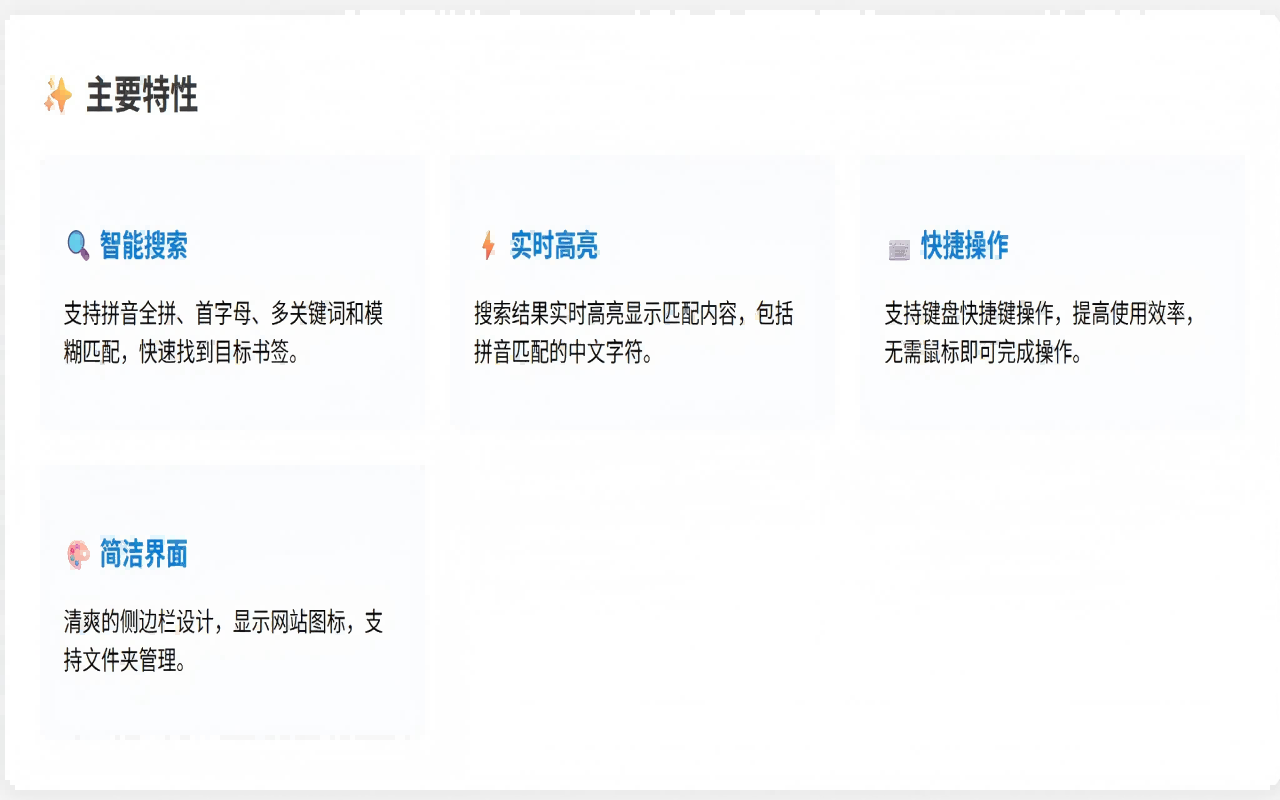 ✨ 主要特性
🔍 智能搜索
支持拼音全拼、首字母、多关键词和模
糊匹配，快速找到目标书签。
⚡ 实时高亮
搜索结果实时高亮显示匹配内容，包括
拼音匹配的中文字符。
⌨️ 快捷操作
支持键盘快捷键操作，提高使用效率，
无需鼠标即可完成操作。
🎨 简洁界面
清爽的侧边栏设计，显示网站图标，支
持文件夹管理。